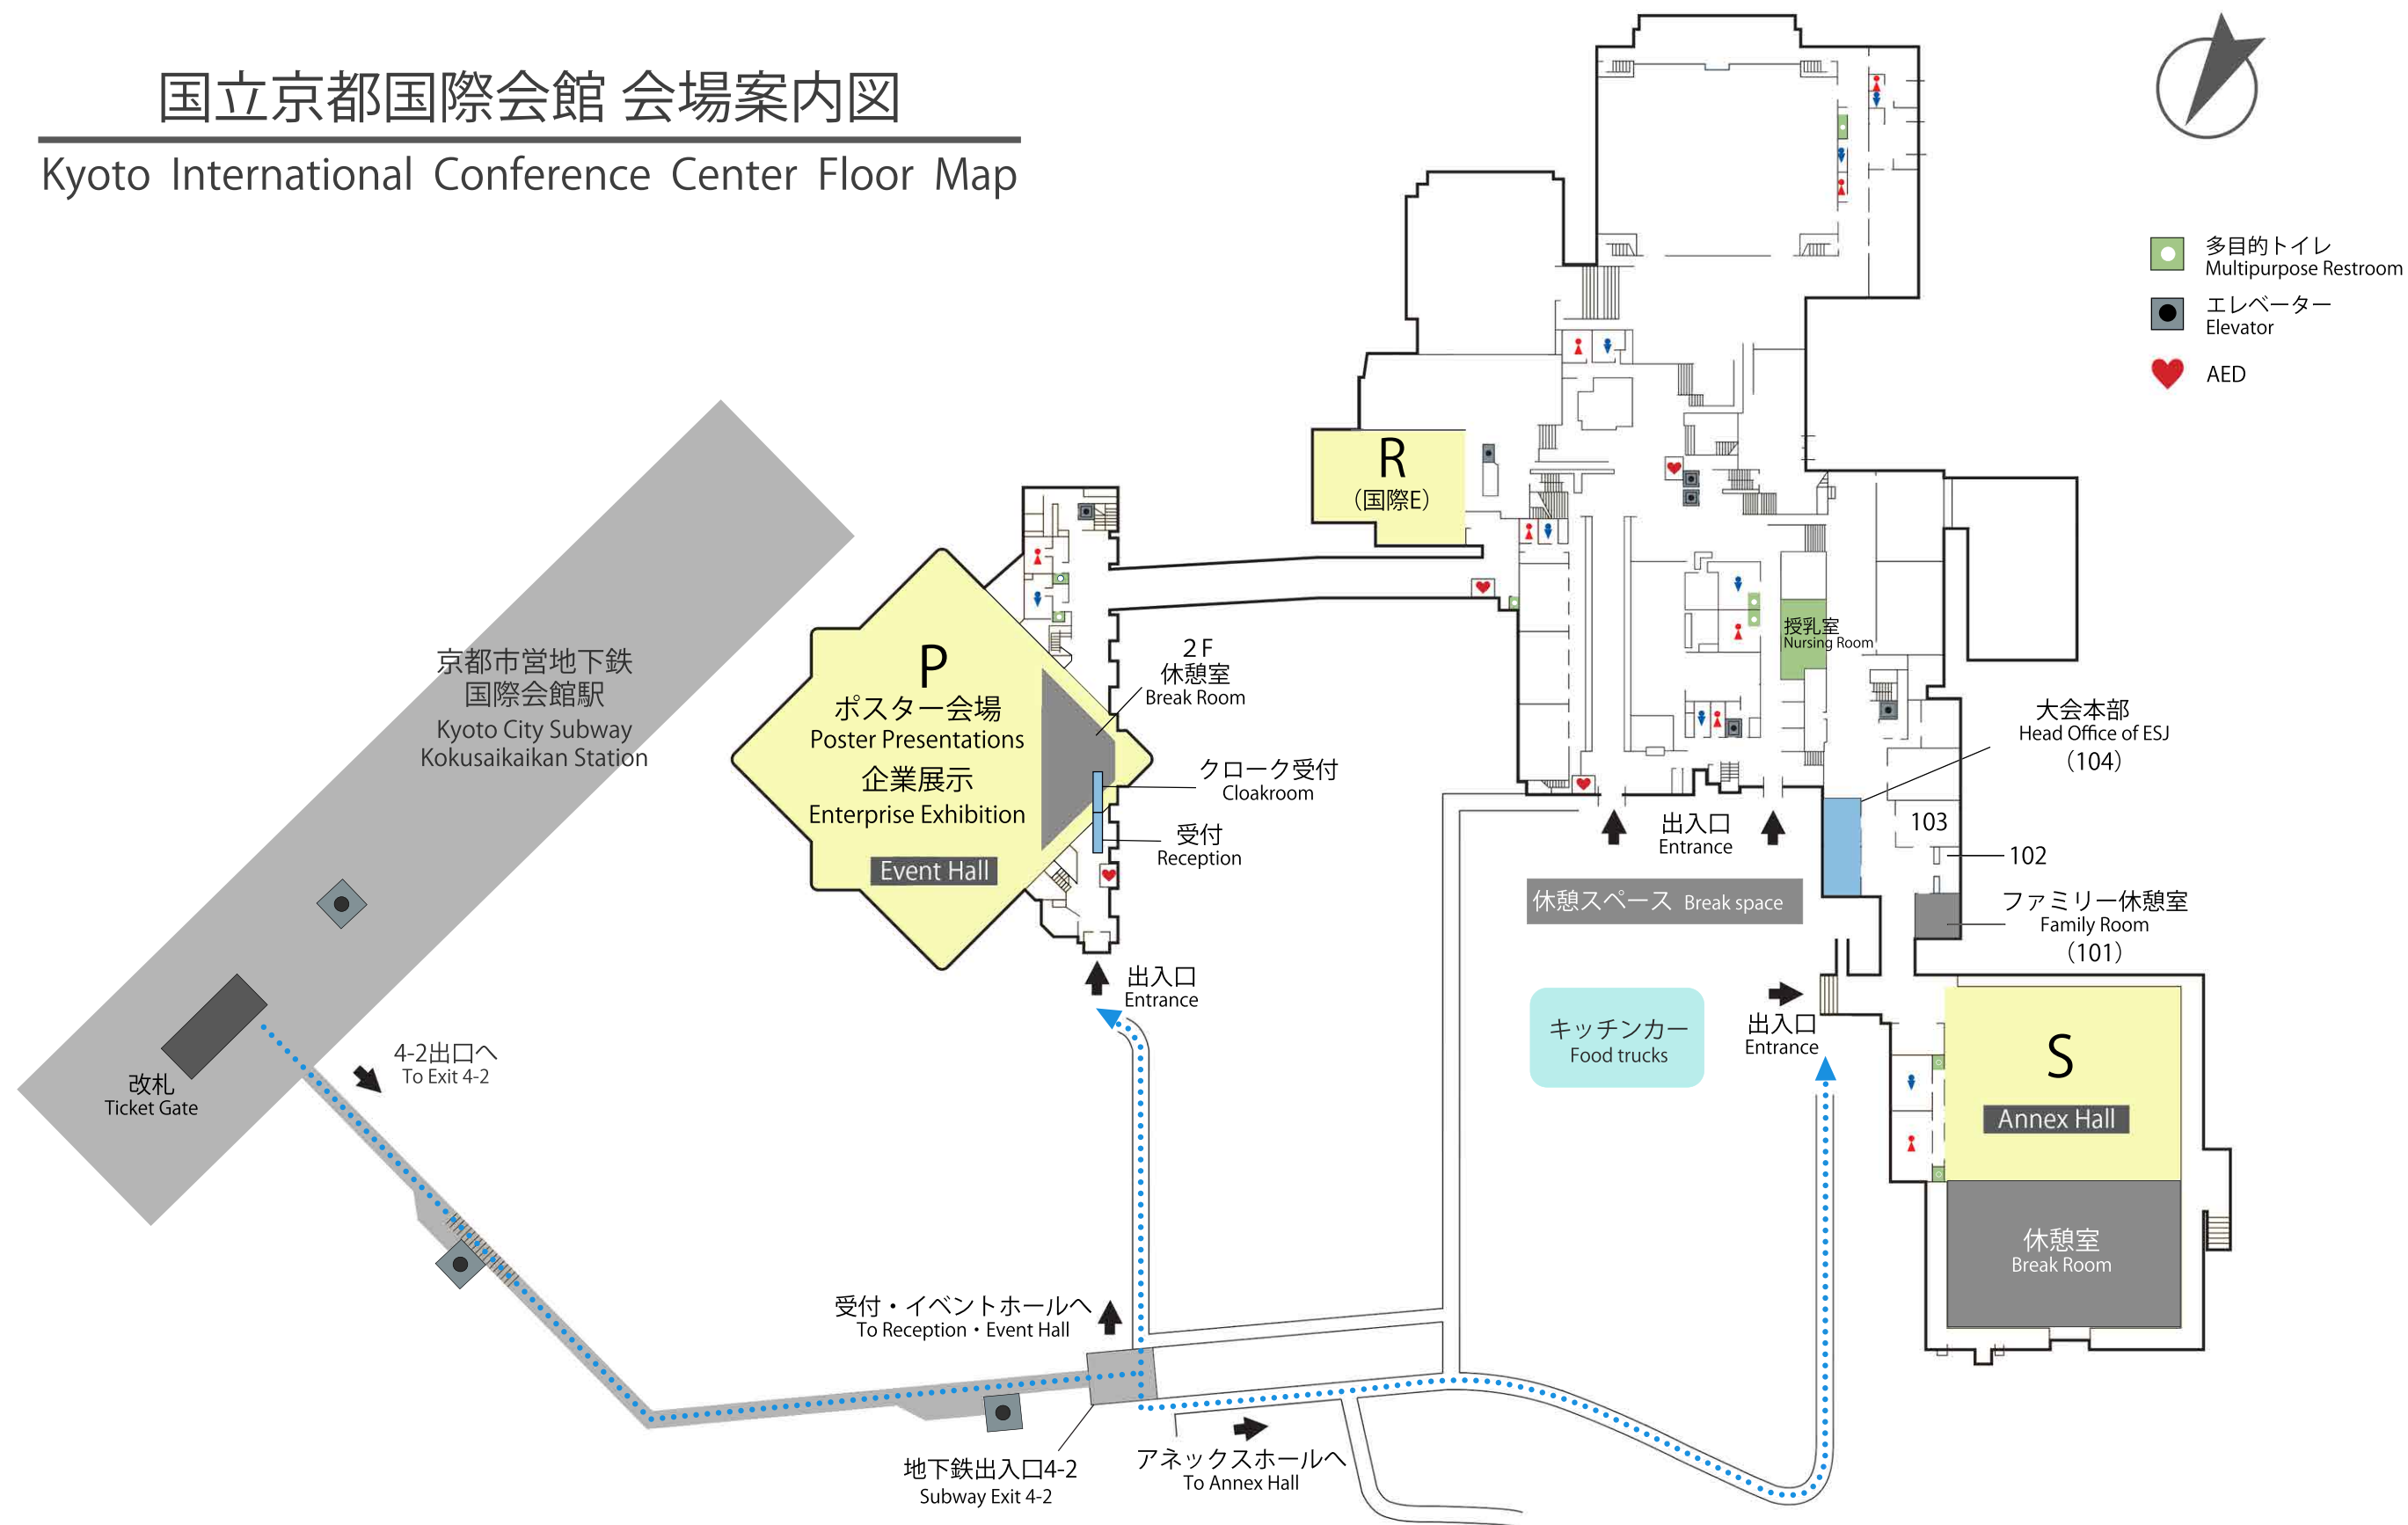 国立京都国際会館 会場案内図
Kyoto International Conference Center Floor Map
多目的トイレ
Multipurpose Restroom
エレベーター
Elevator
AED
R
（国際E）
京都市営地下鉄
国際会館駅
Kyoto City Subway
Kokusaikaikan Station
P
ポスター会場
Poster Presentations
企業展示
Enterprise Exhibition
Event Hall
２F
休憩室
Break Room
クローク受付
Cloakroom
受付
Reception
授乳室
Nursing Room
大会本部
Head Office of ESJ
（104）
103
102
ファミリー休憩室
Family Room
（101）
出入口
Entrance
休憩スペース Break space
出入口
Entrance
キッチンカー
Food trucks
出入口
Entrance
S
Annex Hall
休憩室
Break Room
4-2出口へ
To Exit 4-2
改札
Ticket Gate
受付・イベントホールへ
To Reception・Event Hall
地下鉄出入口4-2
Subway Exit 4-2
アネックスホールへ
To Annex Hall